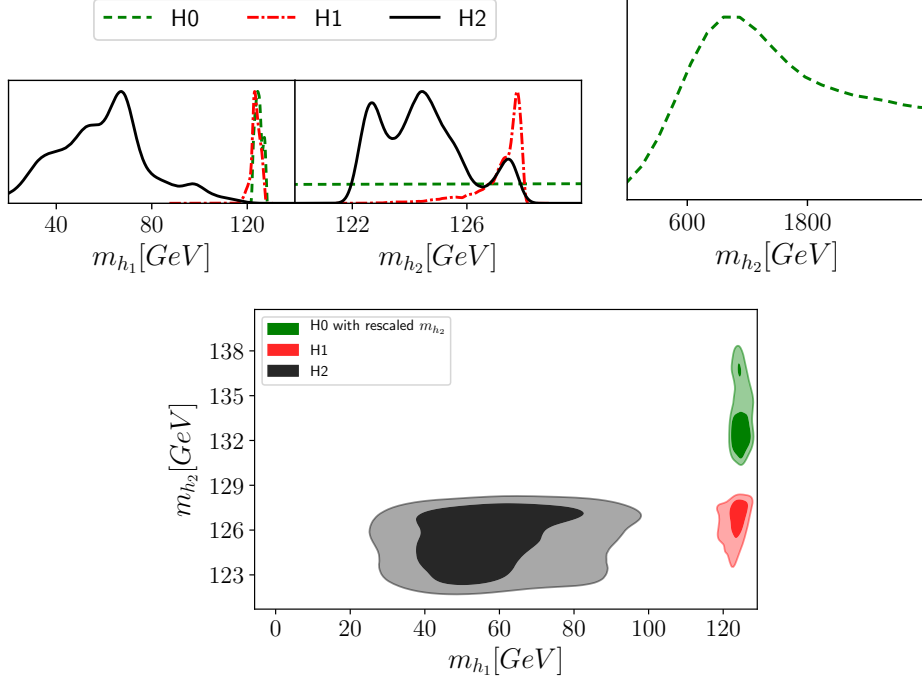 H0 H1 H2
40 80 120
m_{h_1}[GeV]
122 126
m_{h_2}[GeV]
600 1800
m_{h_2}[GeV]
H0 with rescaled m_{h_2}
H1
H2
138
135
132
129
126
123
m_{h_2}[GeV]
0 20 40 60 80 100 120
m_{h_1}[GeV]